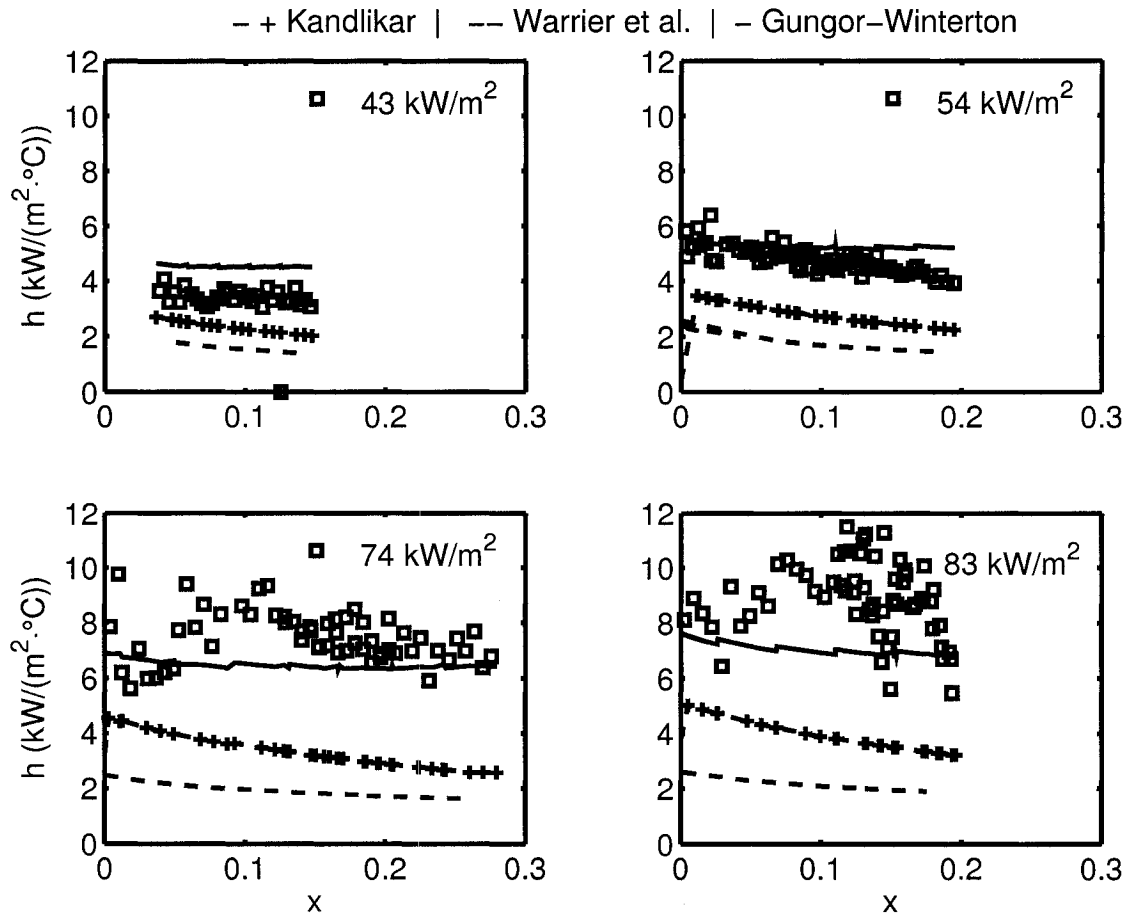 – + Kandlikar | –– Warrier et al. | – Gungor–Winterton
12
10
8
6
4
2
0
h (kW/(m²·°C))
43 kW/m²
0 0.1 0.2 0.3
12
10
8
6
4
2
0
54 kW/m²
0 0.1 0.2 0.3
12
10
8
6
4
2
0
h (kW/(m²·°C))
74 kW/m²
0 0.1 0.2 0.3
x
12
10
8
6
4
2
0
83 kW/m²
0 0.1 0.2 0.3
x